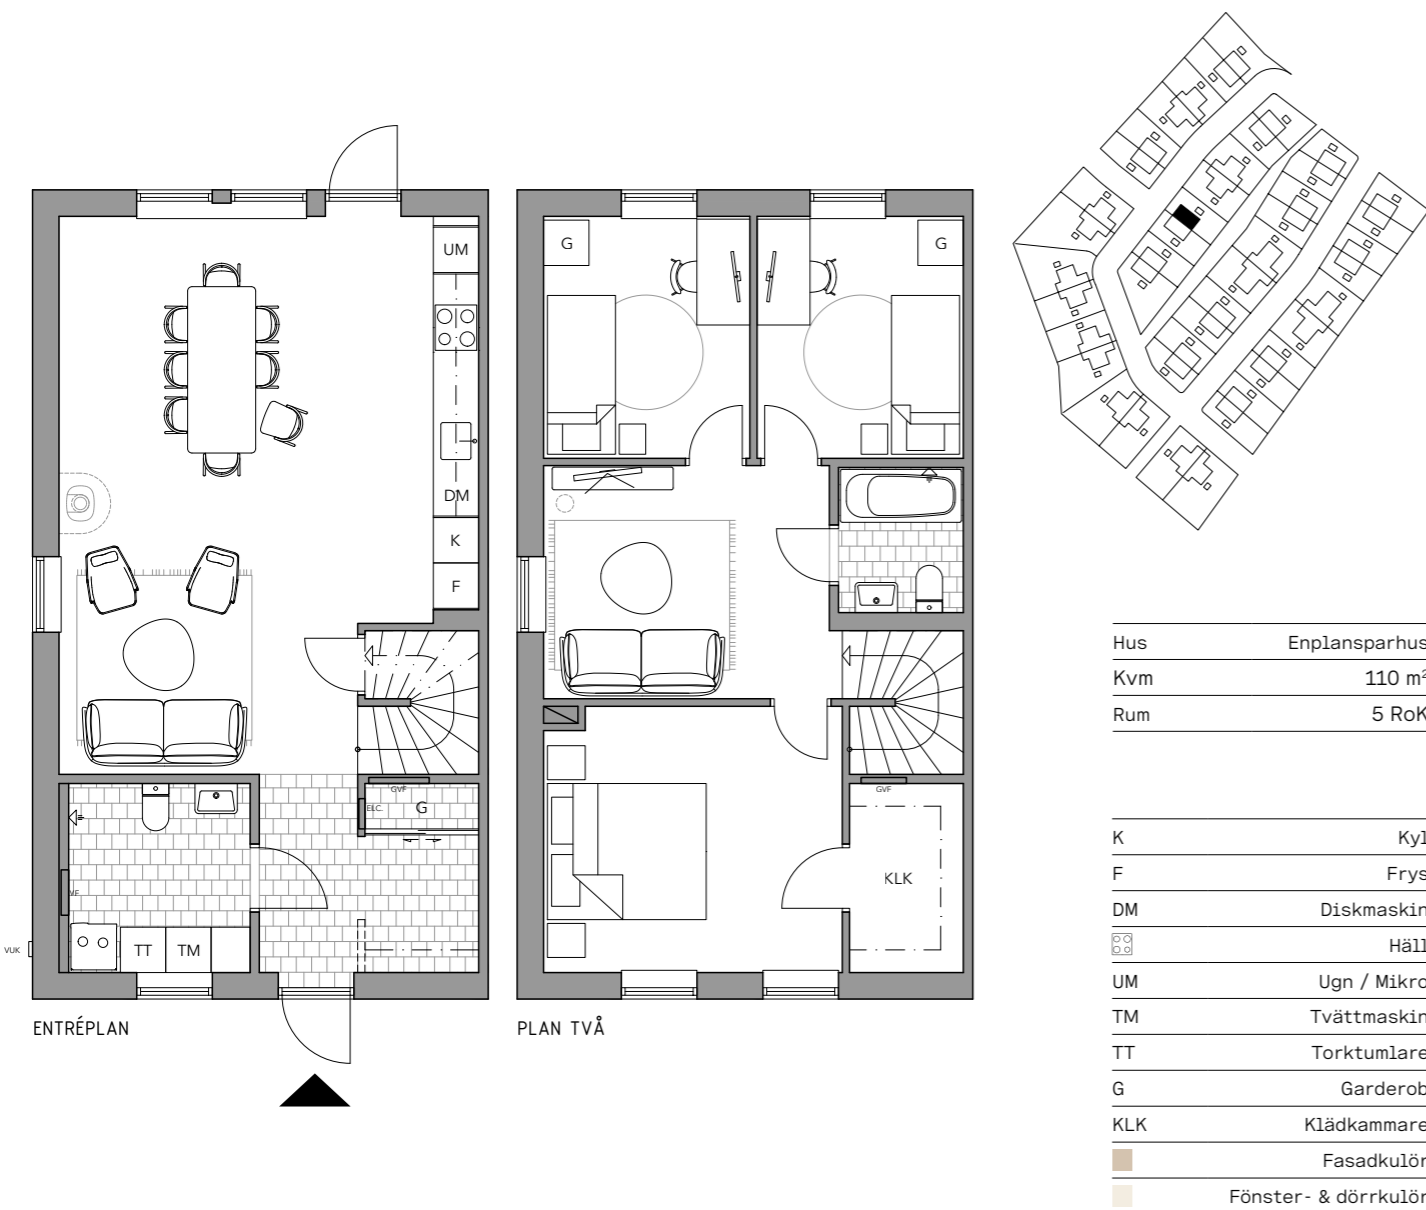 UM
DM
K
F
GVF
ELC.
G
VUK
TT TM
ENTRÉPLAN
G G
GVF
KLK
PLAN TVÅ
Hus Enplansparhus
Kvm 110 m²
Rum 5 RoK
K Kyl
F Frys
DM Diskmaskin
Häll
UM Ugn / Mikro
TM Tvättmaskin
TT Torktumlare
G Garderob
KLK Klädkammare
Fasadkulör
Fönster- & dörrkulör